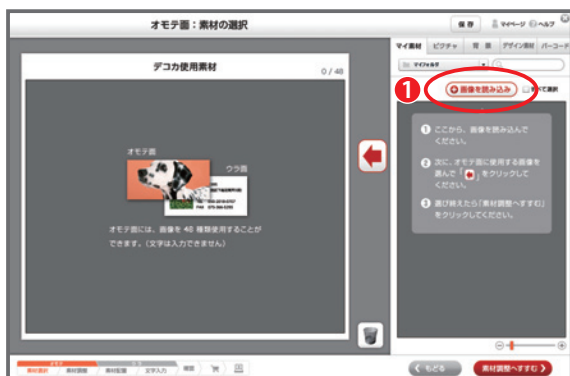 オモテ面：素材の選択
保存
マイページ
ヘルプ
マイ素材 ピクチャ 背景 デザイン素材 バーコード
マイフォルダ
デコカ使用素材
0 / 48
1
画像を読み込み
すべて選択
オモテ面
ウラ面
オモテ面には、画像を 48 種類使用することが
できます。(文字は入力できません)
1 ここから、画像を読み込んで
ください。
2 次に、オモテ面に使用する画像を
選んで「 」をクリックして
ください。
3 選び終えたら「素材調整へすすむ」
をクリックしてください。
オモテ
ウラ
素材選択 素材調整 素材配置 文字入力 確認
もどる
素材調整へすすむ